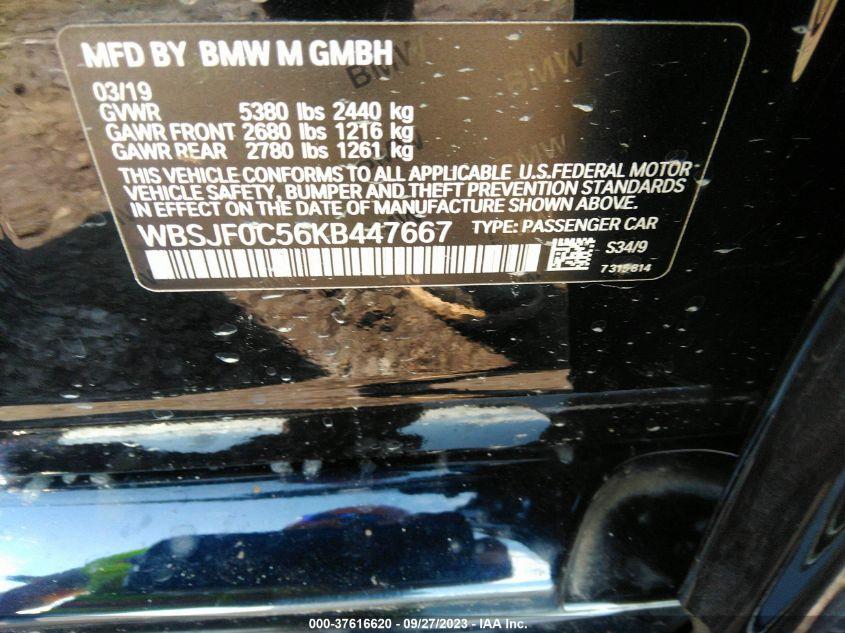 MFD BY BMW M GMBH
03/19
GVWR 5380 lbs 2440 kg
GAWR FRONT 2680 lbs 1216 kg
GAWR REAR 2780 lbs 1261 kg
THIS VEHICLE CONFORMS TO ALL APPLICABLE U.S.FEDERAL MOTOR
VEHICLE SAFETY, BUMPER AND THEFT PREVENTION STANDARDS
IN EFFECT ON THE DATE OF MANUFACTURE SHOWN ABOVE.
WBSJF0C56KB447667 TYPE: PASSENGER CAR
S34/9
BMW
BMW
BMW
000-37616620 - 09/27/2023 - IAA Inc.